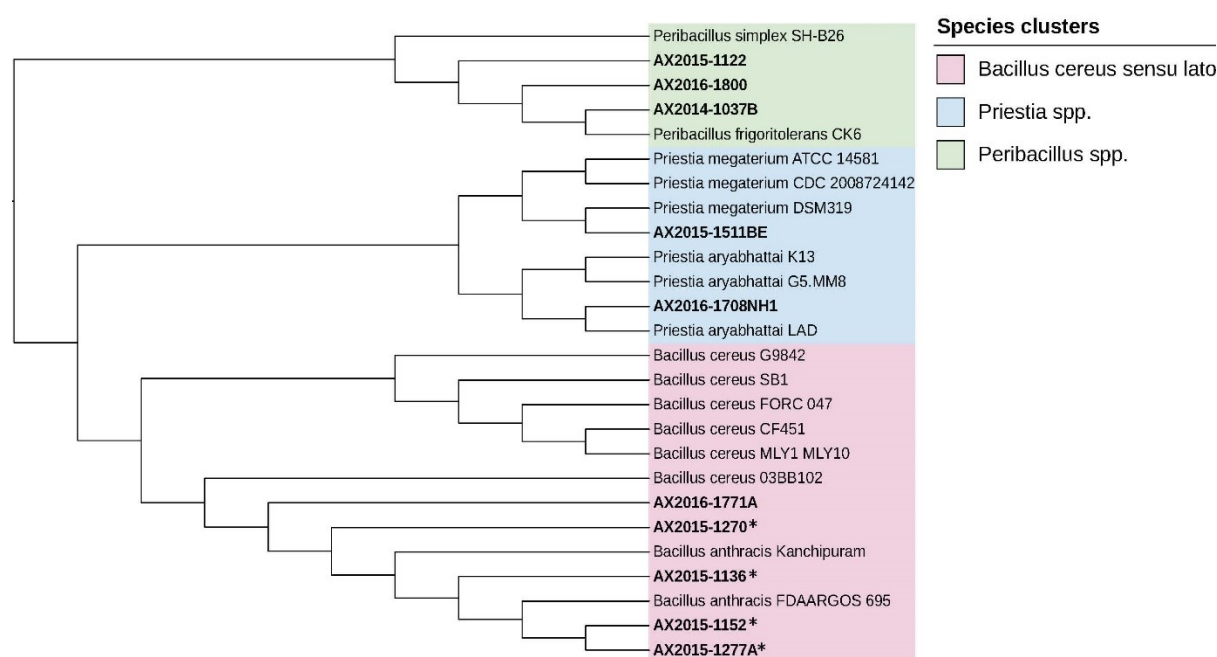 Peribacillus simplex SH-B26
AX2015-1122
AX2016-1800
AX2014-1037B
Peribacillus frigoritolerans CK6
Priestia megaterium ATCC 14581
Priestia megaterium CDC 2008724142
Priestia megaterium DSM319
AX2015-1511BE
Priestia aryabhattai K13
Priestia aryabhattai G5.MM8
AX2016-1708NH1
Priestia aryabhattai LAD
Bacillus cereus G9842
Bacillus cereus SB1
Bacillus cereus FORC 047
Bacillus cereus CF451
Bacillus cereus MLY1 MLY10
Bacillus cereus 03BB102
AX2016-1771A
AX2015-1270*
Bacillus anthracis Kanchipuram
AX2015-1136*
Bacillus anthracis FDAARGOS 695
AX2015-1152*
AX2015-1277A*
Species clusters
Bacillus cereus sensu lato
Priestia spp.
Peribacillus spp.